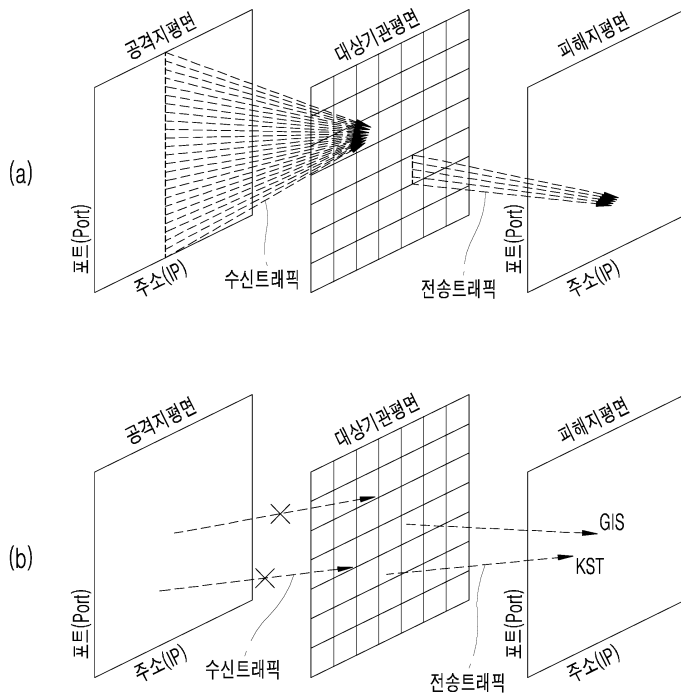 공격지평면
대상기관평면
피해지평면
(a)
포트(Port)
주소(IP)
수신트래픽
전송트래픽
포트(Port)
주소(IP)
공격지평면
대상기관평면
피해지평면
(b)
GIS
KST
포트(Port)
주소(IP)
수신트래픽
전송트래픽
포트(Port)
주소(IP)